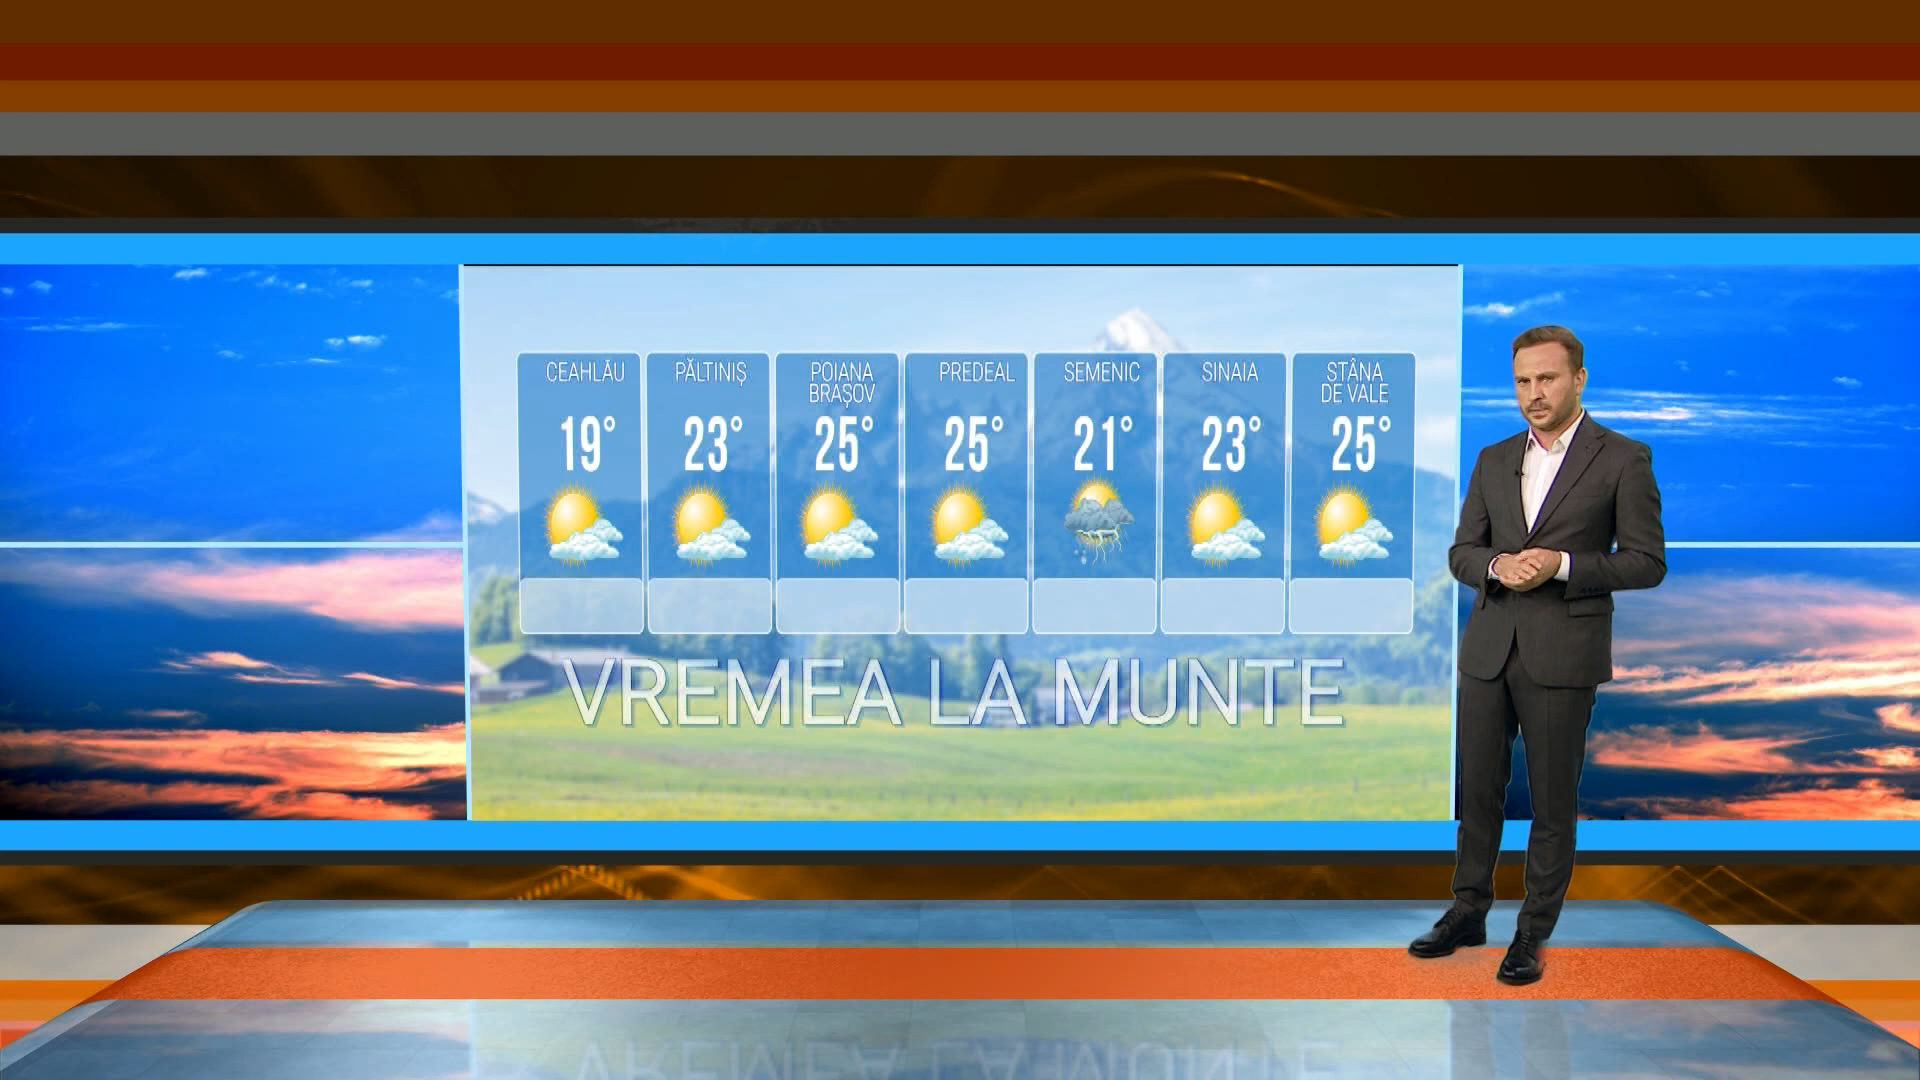 CEAHLĂU
19°
PĂLTINIȘ
23°
POIANA
BRAȘOV
25°
PREDEAL
25°
SEMENIC
21°
SINAIA
23°
STÂNA
DE VALE
25°
VREMEA LA MUNTE